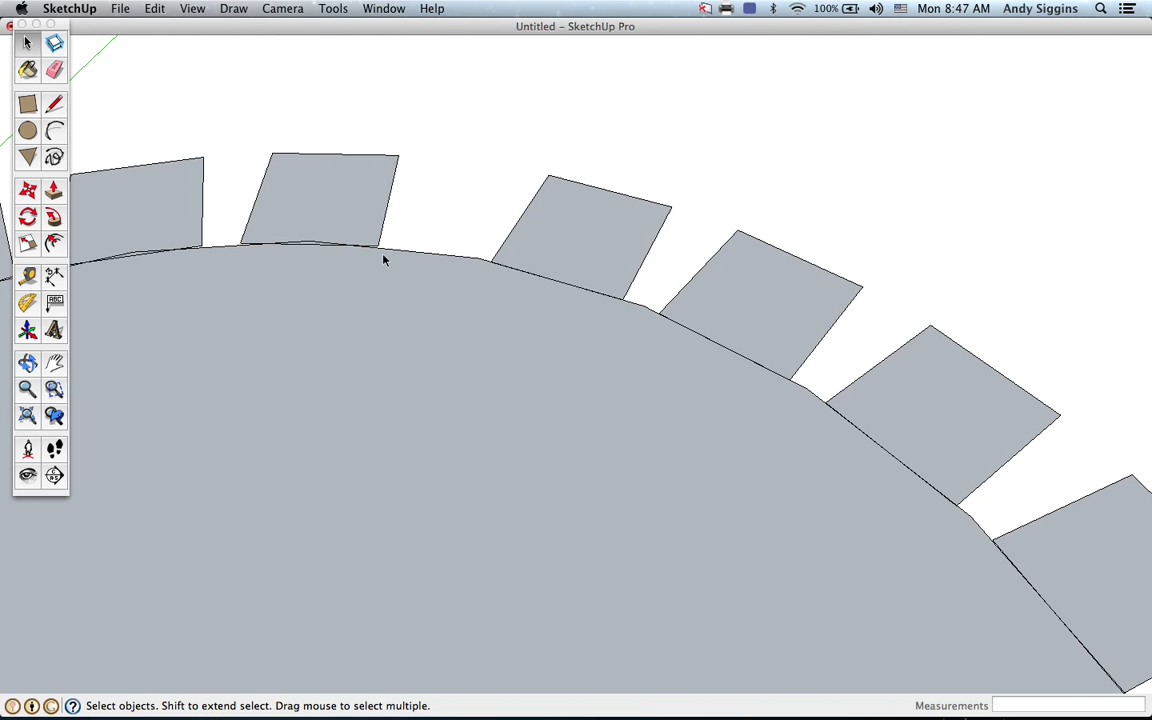 SketchUp File Edit View Draw Camera Tools Window Help 100% Mon 8:47 AM Andy Siggins
Untitled – SketchUp Pro
ABC
A
Select objects. Shift to extend select. Drag mouse to select multiple. Measurements